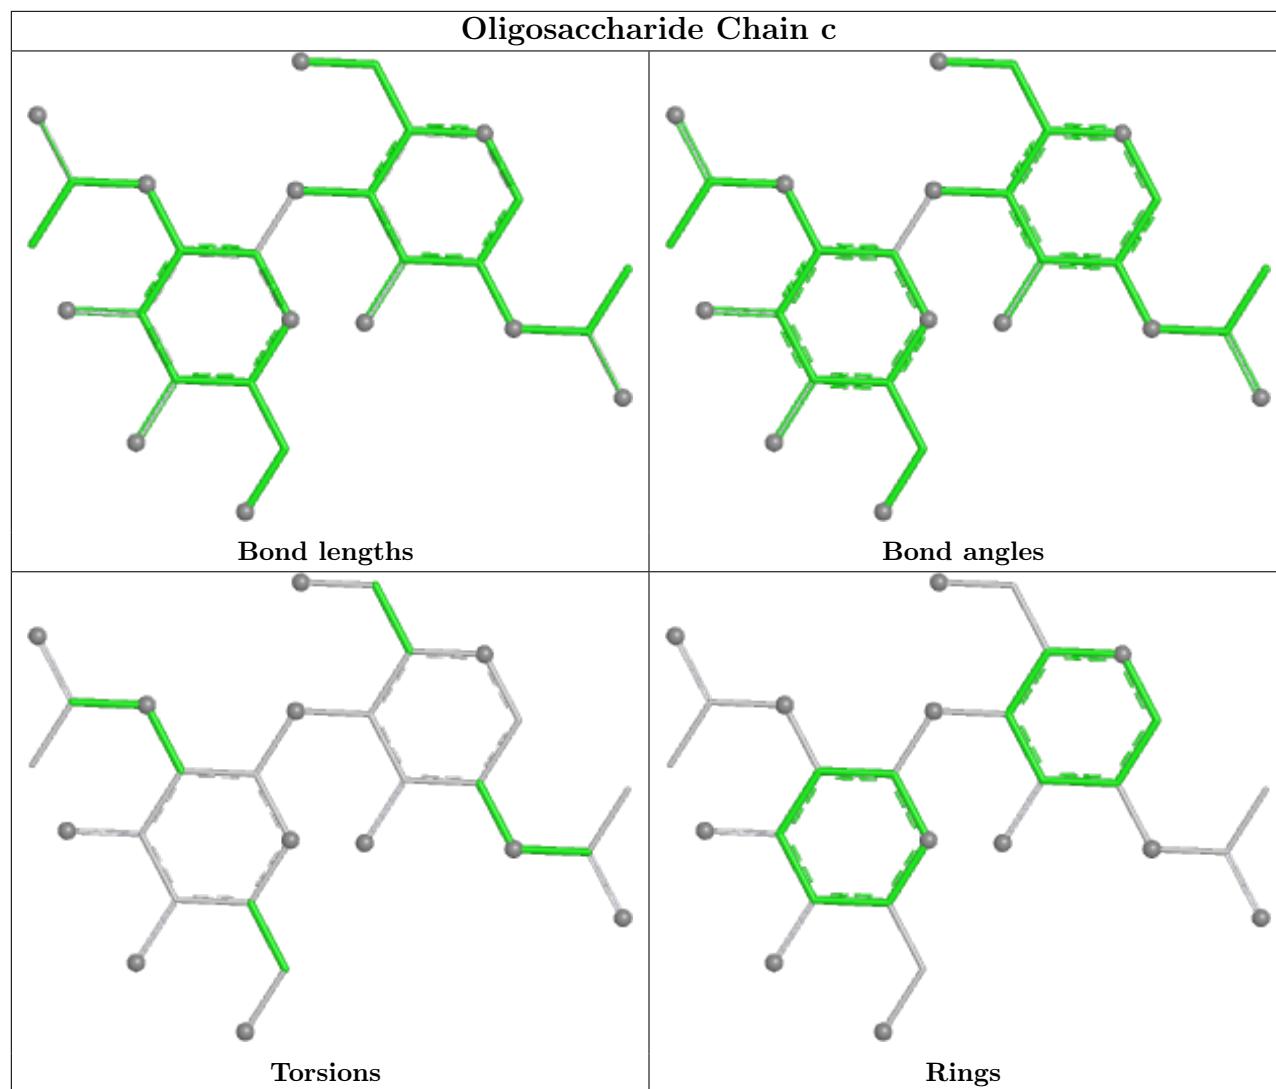 Oligosaccharide Chain c
Bond lengths
Bond angles
Torsions
Rings